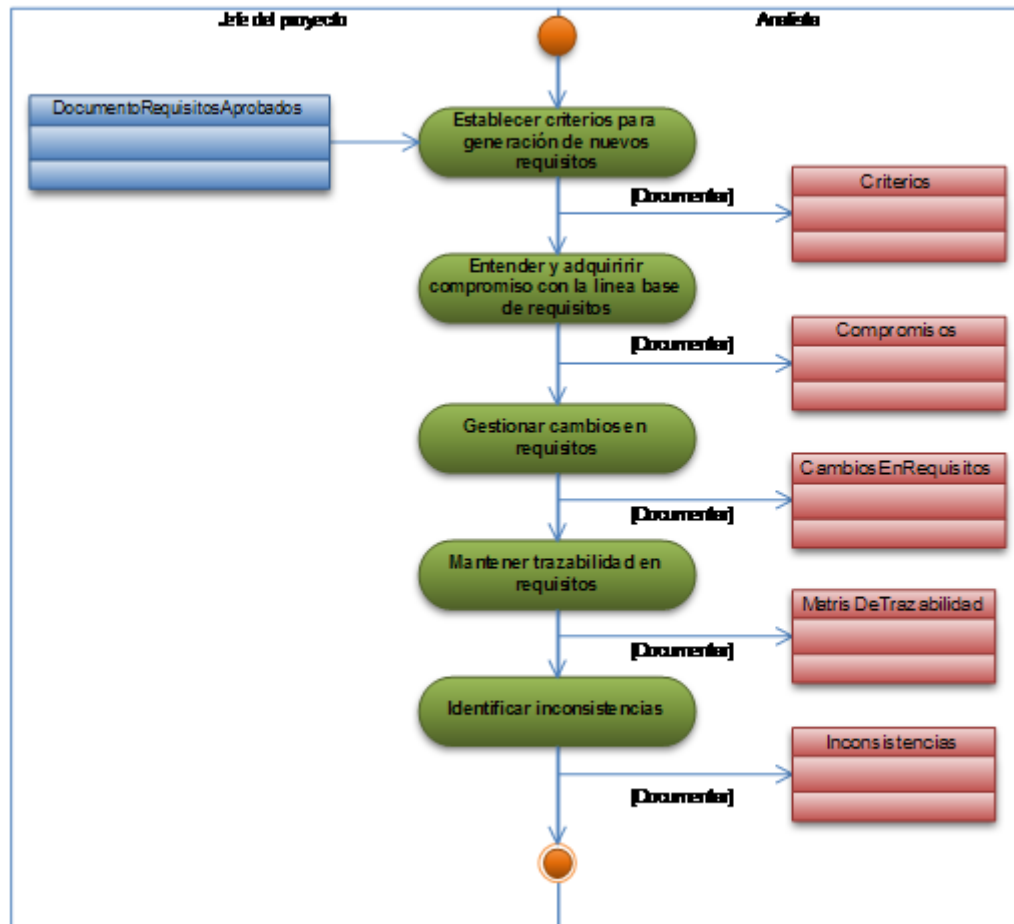 Jefe del proyecto
Analista
DocumentoRequisitosAprobados
Establecer criterios para
generación de nuevos
requisitos
[Documentar]
Criterios
Entender y adquiririr
compromiso con la linea base
de requisitos
[Documentar]
Compromisos
Gestionar cambios en
requisitos
CambiosEnRequisitos
[Documentar]
Mantener trazabilidad en
requisitos
MatrisDeTrazabilidad
[Documentar]
Identificar inconsistencias
Inconsistencias
[Documentar]